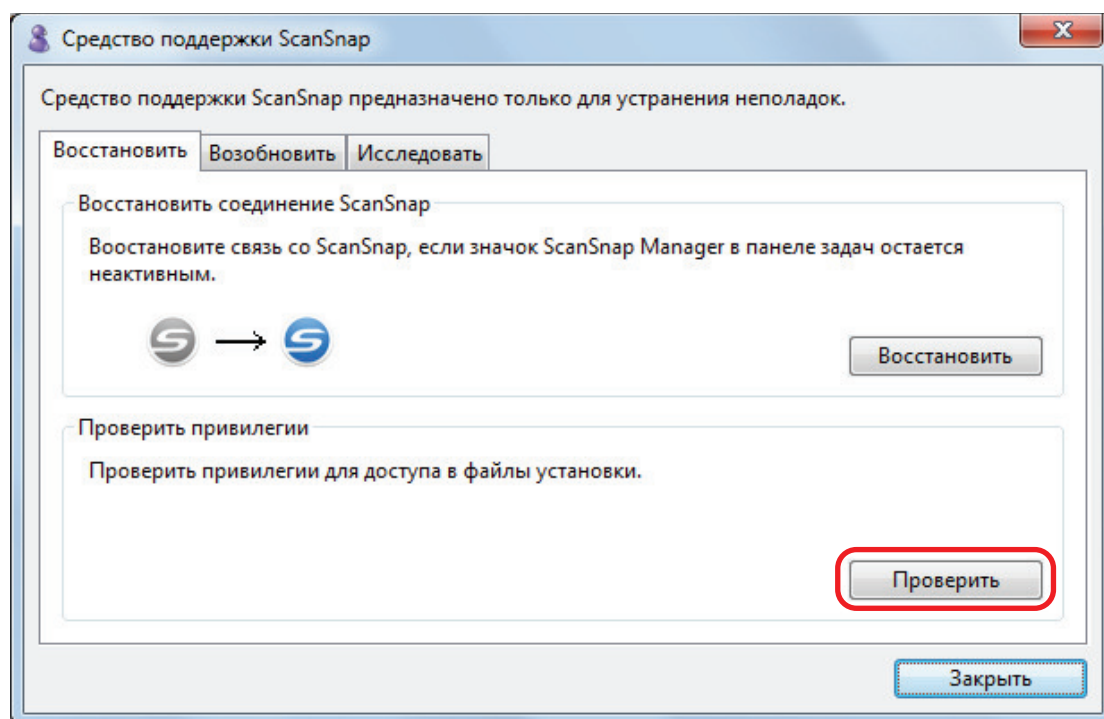 Средство поддержки ScanSnap
Средство поддержки ScanSnap предназначено только для устранения неполадок.
Восстановить Возобновить Исследовать
Восстановить соединение ScanSnap
Воостановите связь со ScanSnap, если значок ScanSnap Manager в панеле задач остается
неактивным.
Восстановить
Проверить привилегии
Проверить привилегии для доступа в файлы установки.
Проверить
Закрыть